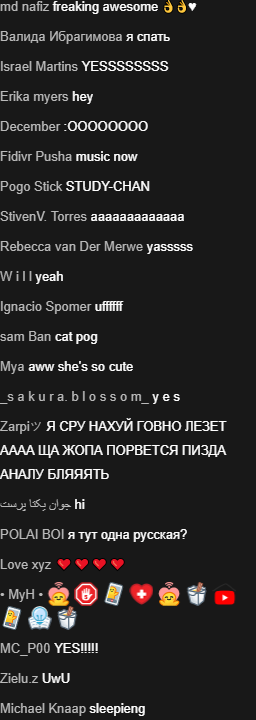 md nafiz freaking awesome 👌👌♥
Валида Ибрагимова я спать
Israel Martins YESSSSSSSS
Erika myers hey
December :OOOOOOOO
Fidivr Pusha music now
Pogo Stick STUDY-CHAN
StivenV. Torres aaaaaaaaaaaaa
Rebecca van Der Merwe yasssss
W i l l yeah
Ignacio Spomer ufffffff
sam Ban cat pog
Mya aww she's so cute
_s a k u r a. b l o s s o m_ y e s
Zarpiツ Я СРУ НАХУЙ ГОВНО ЛЕЗЕТ
АААА ЩА ЖОПА ПОРВЕТСЯ ПИЗДА
АНАЛУ БЛЯЯЯТЬ
جوان یکتا پرست hi
POLAI BOI я тут одна русская?
Love xyz ❤❤❤❤
• MyH •
MC_P00 YES!!!!!
Zielu.z UwU
Michael Knaap sleepieng